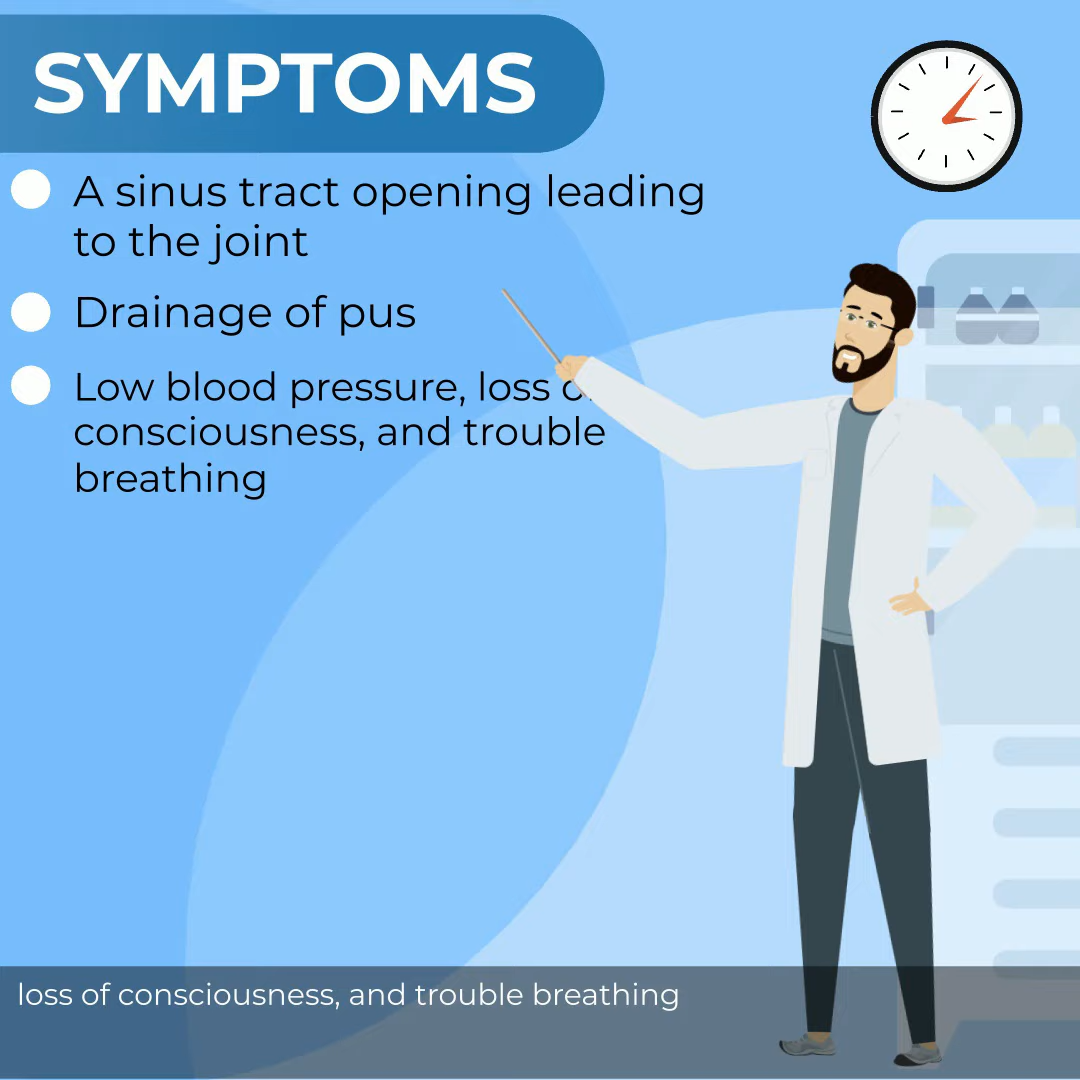 SYMPTOMS
A sinus tract opening leading
to the joint
Drainage of pus
Low blood pressure, loss
consciousness, and trouble
breathing
loss of consciousness, and trouble breathing